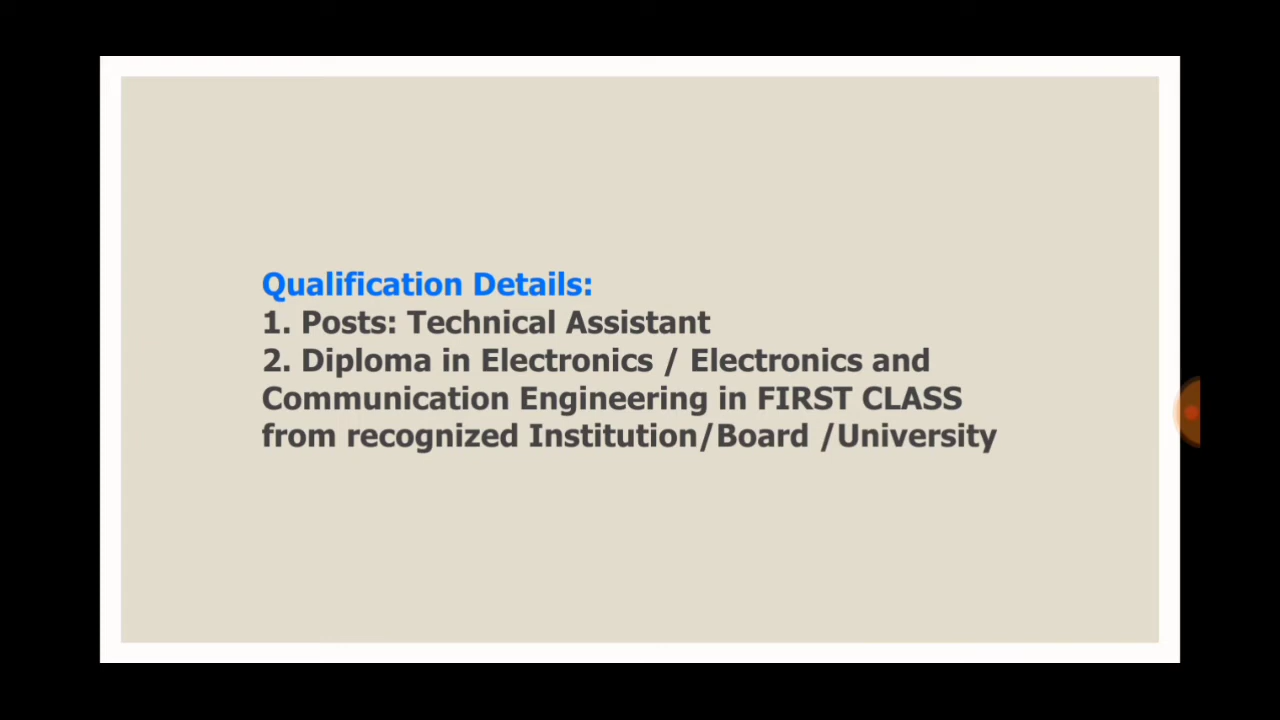 Qualification Details:
1. Posts: Technical Assistant
2. Diploma in Electronics / Electronics and
Communication Engineering in FIRST CLASS
from recognized Institution/Board /University